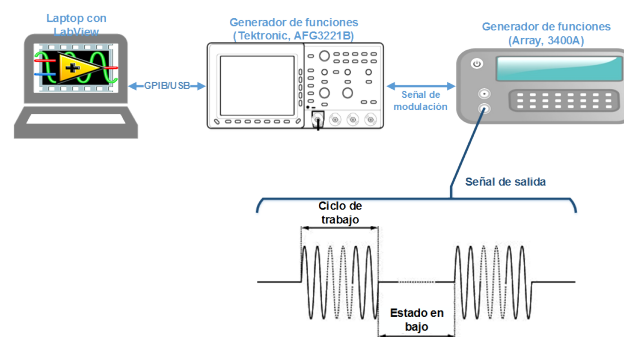 Laptop con
LabView
Generador de funciones
(Tektronic, AFG3221B)
Generador de funciones
(Array, 3400A)
GPIB/USB
Señal de
modulación
Señal de salida
Ciclo de
trabajo
Estado en
bajo